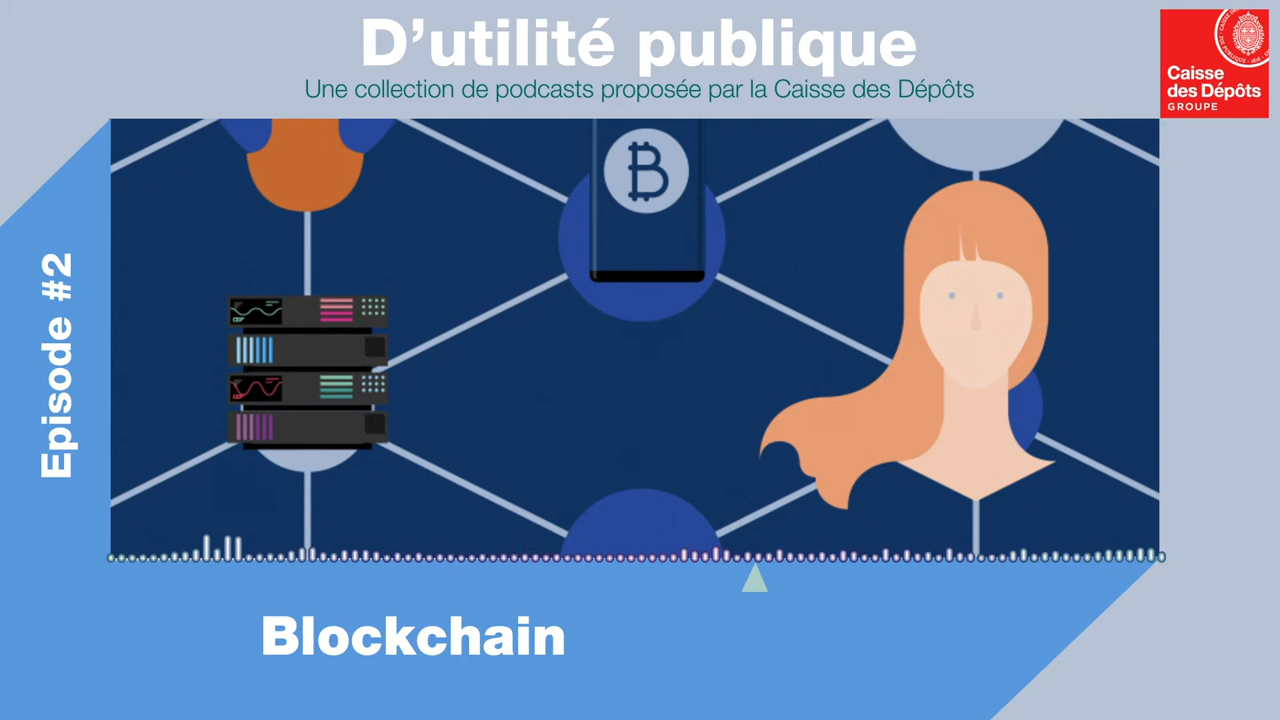 D'utilité publique
Une collection de podcasts proposée par la Caisse des Dépôts
Caisse
des Dépôts
GROUPE
Episode #2
Blockchain